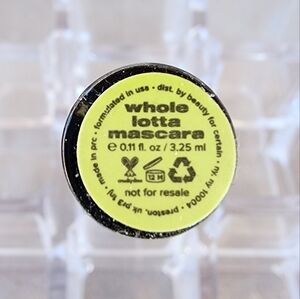 formulated in usa • dist. by beauty for certain • ny, ny 10004 • preston, uk pr3 1nj • made in prc •
whole
lotta
mascara
℮ 0.11 fl. oz / 3.25 ml
12 M
not for resale